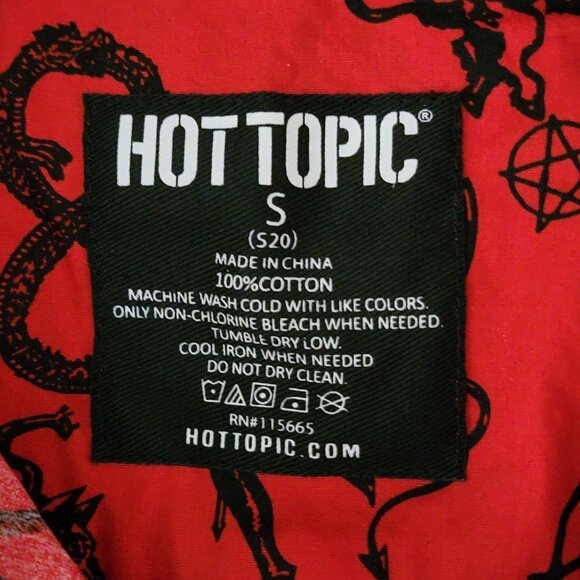 HOT TOPIC®
S
(S20)
MADE IN CHINA
100%COTTON
MACHINE WASH COLD WITH LIKE COLORS.
ONLY NON-CHLORINE BLEACH WHEN NEEDED.
TUMBLE DRY LOW.
COOL IRON WHEN NEEDED
DO NOT DRY CLEAN.
RN#115665
HOTTOPIC.COM